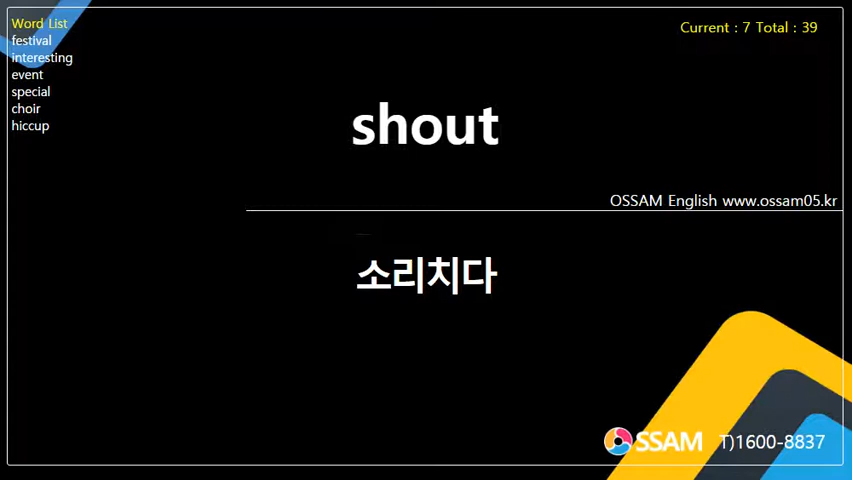 Word List
festival
interesting
event
special
choir
hiccup
Current : 7 Total : 39
shout
OSSAM English www.ossam05.kr
소리치다
OSSAM T)1600-8837